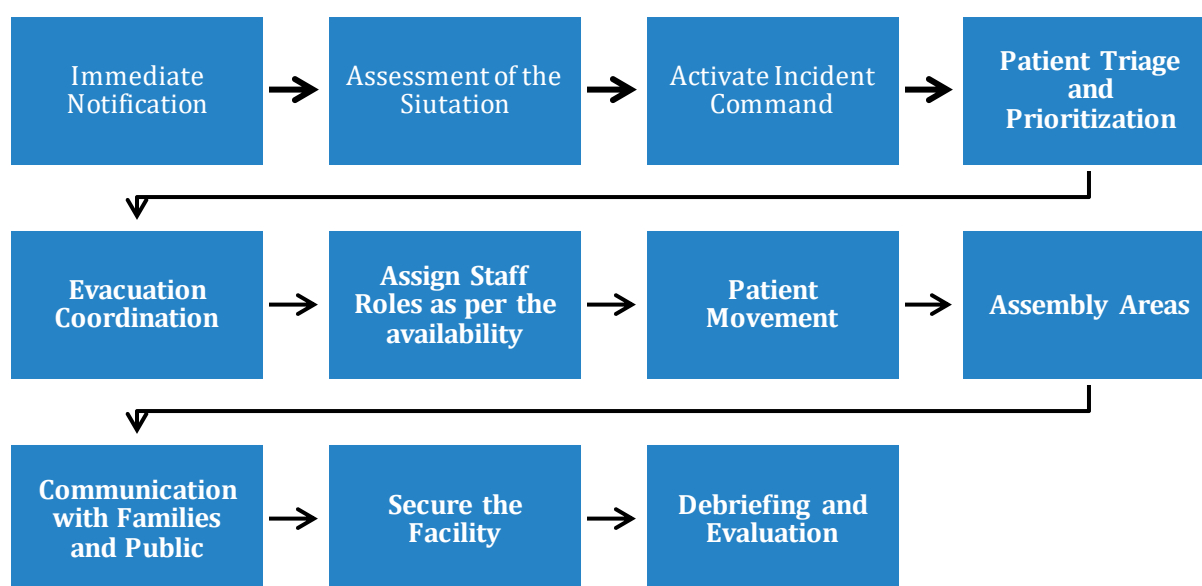 Immediate
Notification
Assessment of the
Siutation
Activate Incident
Command
Patient Triage
and
Prioritization
Evacuation
Coordination
Assign Staff
Roles as per the
availability
Patient
Movement
Assembly Areas
Communication
with Families
and Public
Secure the
Facility
Debriefing and
Evaluation